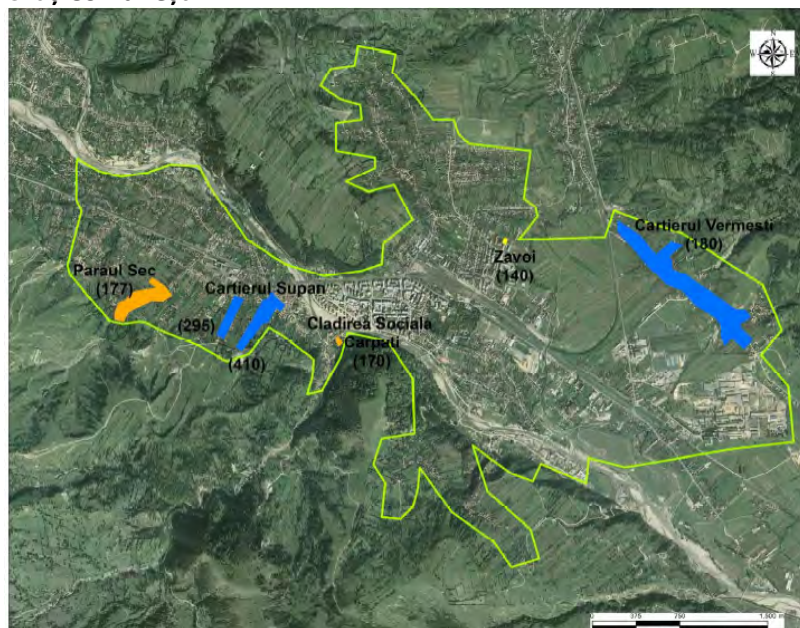 N
W E
S
Cartierul Vermesti
(180)
Zavoi
(140)
Paraul Sec
(177)
Cartierul Supan
(295)
(410)
Cladirea Sociala
Carpati
(170)
0 375 750 1.500 m